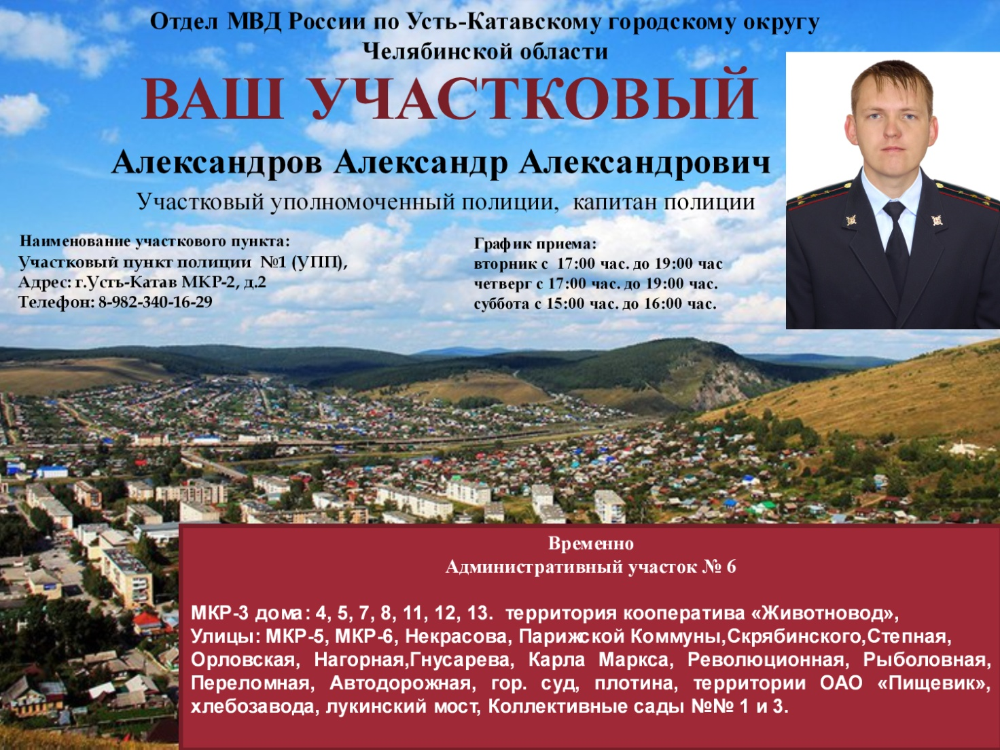 Отдел МВД России по Усть-Катавскому городскому округу
Челябинской области
ВАШ УЧАСТКОВЫЙ
Александров Александр Александрович
Участковый уполномоченный полиции, капитан полиции
Наименование участкового пункта:
Участковый пункт полиции №1 (УПП),
Адрес: г.Усть-Катав МКР-2, д.2
Телефон: 8-982-340-16-29
График приема:
вторник с 17:00 час. до 19:00 час
четверг с 17:00 час. до 19:00 час.
суббота с 15:00 час. до 16:00 час.
Временно
Административный участок № 6
МКР-3 дома: 4, 5, 7, 8, 11, 12, 13. территория кооператива «Животновод»,
Улицы: МКР-5, МКР-6, Некрасова, Парижской Коммуны,Скрябинского,Степная,
Орловская, Нагорная,Гнусарева, Карла Маркса, Революционная, Рыболовная,
Переломная, Автодорожная, гор. суд, плотина, территории ОАО «Пищевик»,
хлебозавода, лукинский мост, Коллективные сады №№ 1 и 3.